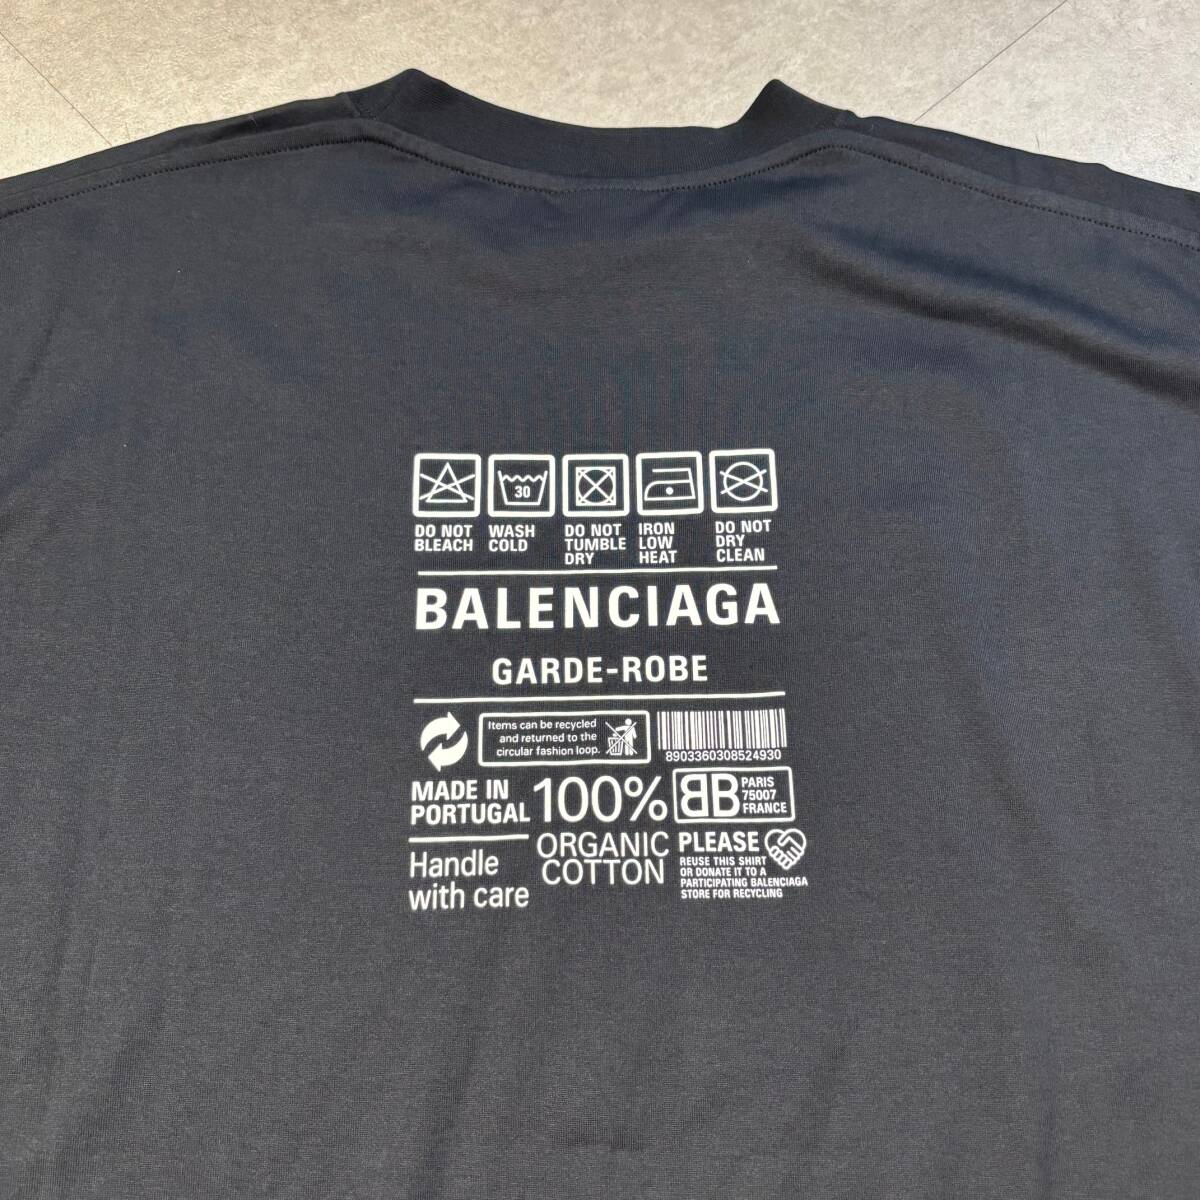 30
DO NOT
BLEACH
WASH
COLD
DO NOT
TUMBLE
DRY
IRON
LOW
HEAT
DO NOT
DRY
CLEAN
BALENCIAGA
GARDE-ROBE
Items can be recycled
and returned to the
circular fashion loop.
8903360308524930
MADE IN
PORTUGAL
100%
ORGANIC
COTTON
BB
PARIS
75007
FRANCE
Handle
with care
PLEASE
REUSE THIS SHIRT
OR DONATE IT TO A
PARTICIPATING BALENCIAGA
STORE FOR RECYCLING